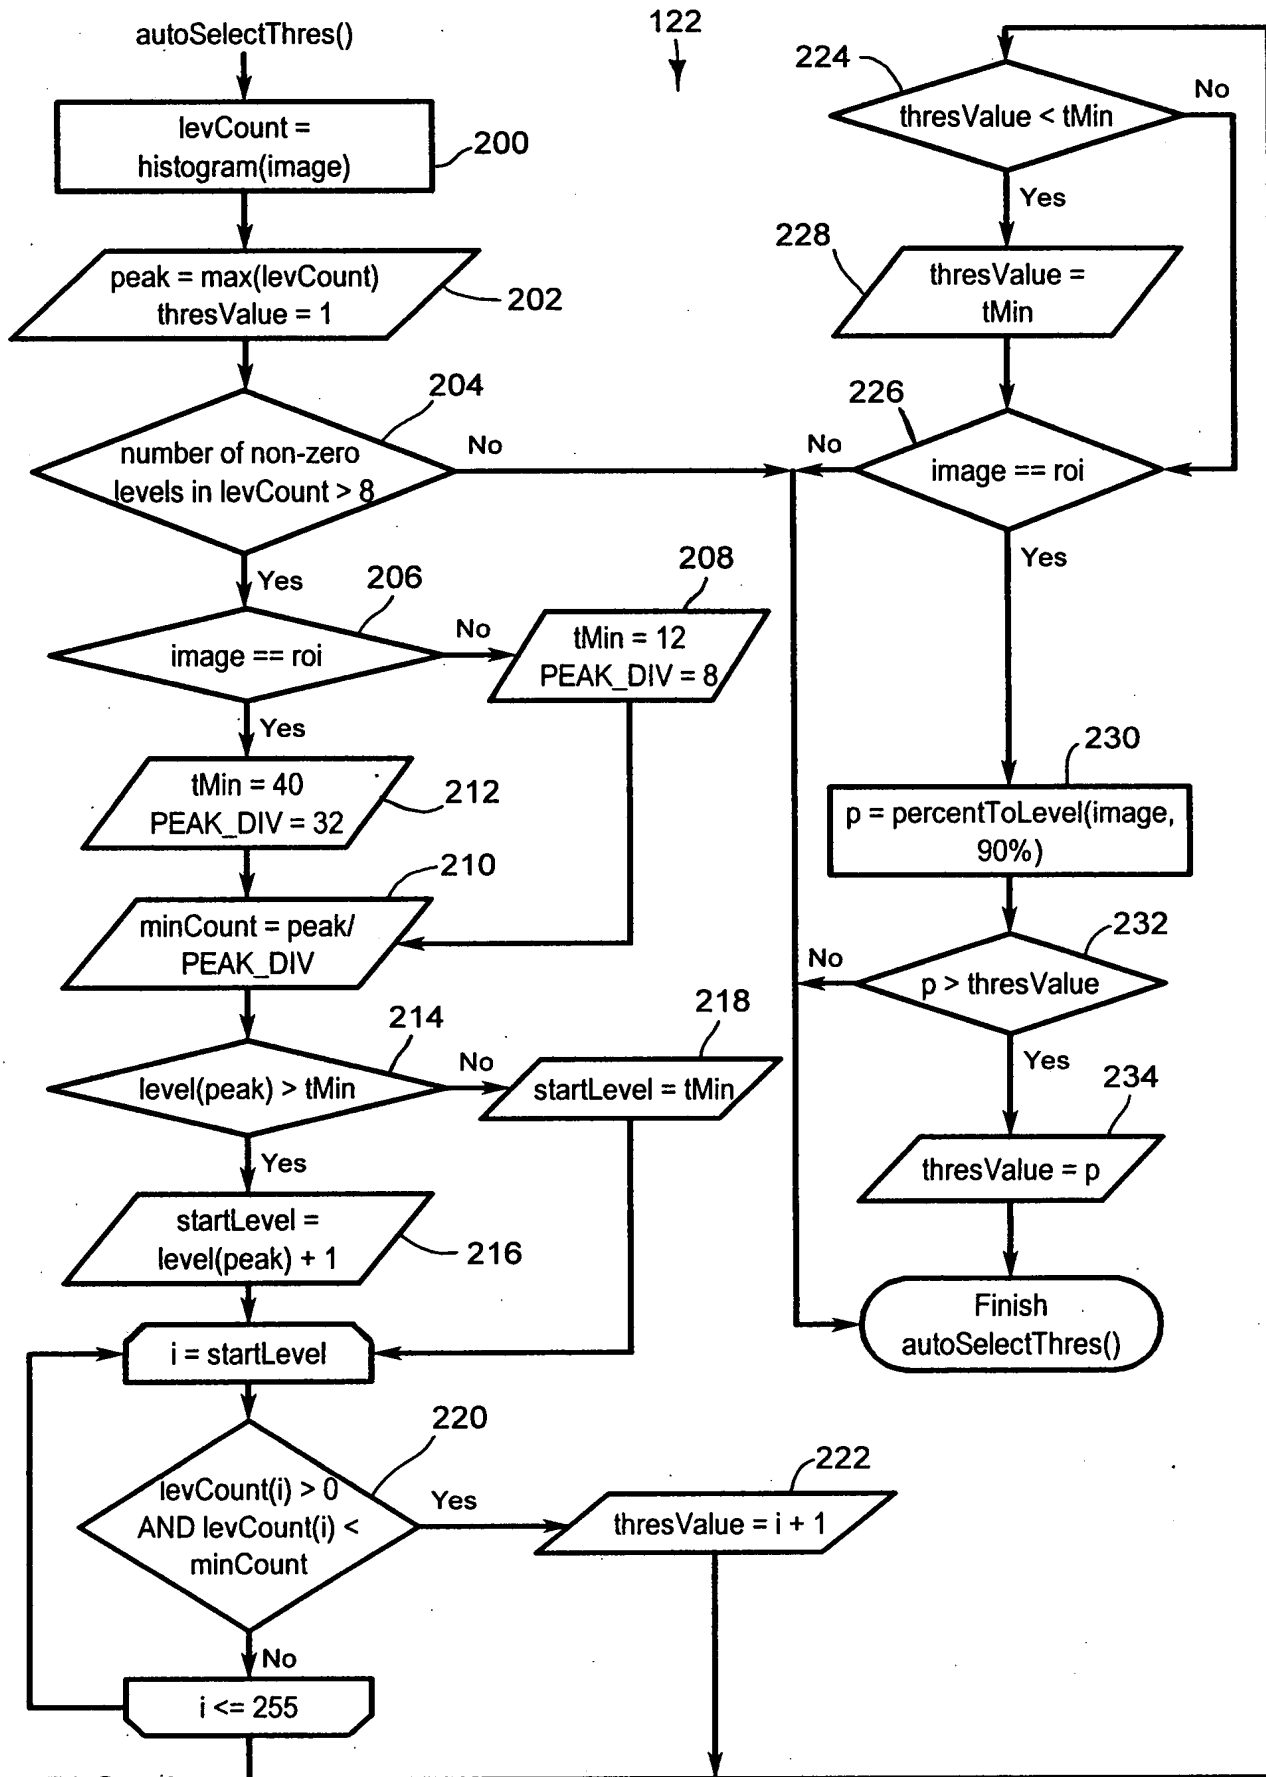 autoSelectThres()
levCount =
histogram(image)
200
peak = max(levCount)
thresValue = 1
202
204
number of non-zero
levels in levCount > 8
No
Yes
206
image == roi
No
208
tMin = 12
PEAK_DIV = 8
Yes
tMin = 40
PEAK_DIV = 32
212
210
minCount = peak/
PEAK_DIV
214
level(peak) > tMin
No
218
startLevel = tMin
Yes
startLevel =
level(peak) + 1
216
i = startLevel
220
levCount(i) > 0
AND levCount(i) <
minCount
Yes
222
thresValue = i + 1
No
i <= 255
122
224
thresValue < tMin
No
Yes
228
thresValue =
tMin
226
No
image == roi
Yes
230
p = percentToLevel(image,
90%)
232
No
p > thresValue
Yes
234
thresValue = p
Finish
autoSelectThres()